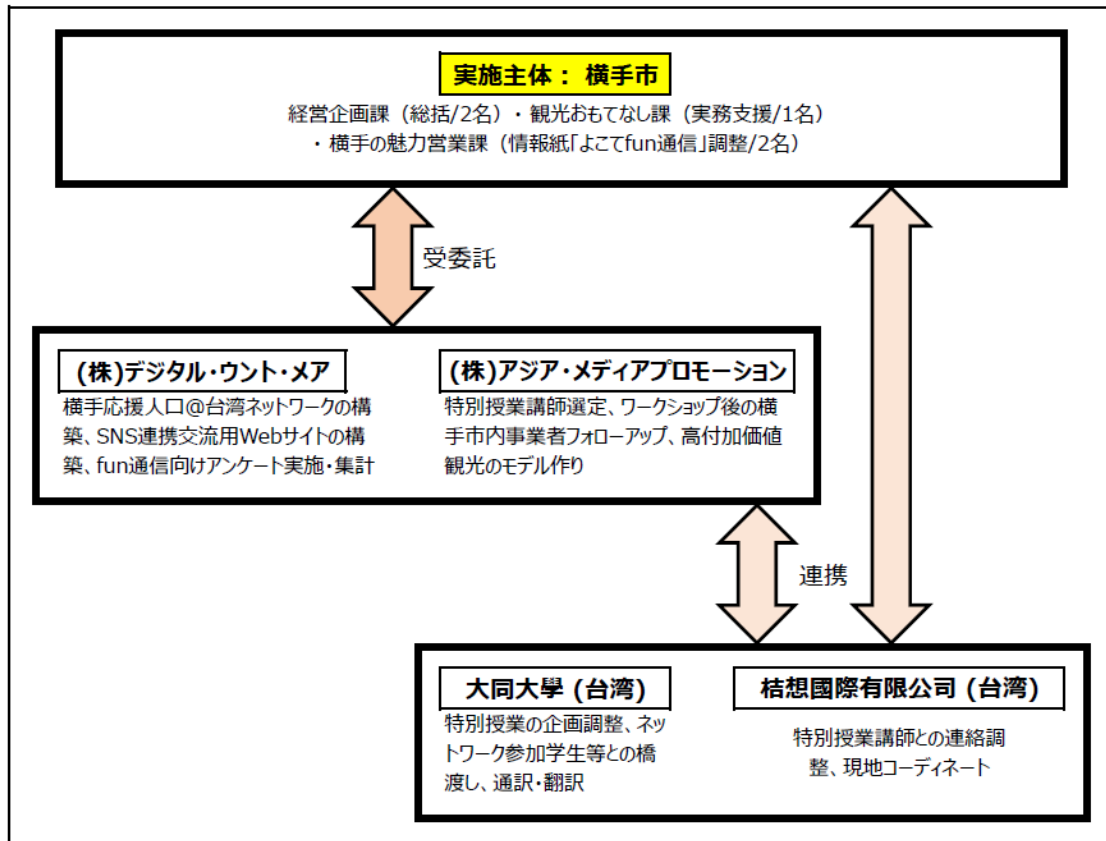 実施主体： 横手市
経営企画課（総括/2名）・ 観光おもてなし課（実務支援/1名）
・ 横手の魅力営業課（情報紙「よこてfun通信」調整/2名）
受委託
(株)デジタル・ウント・メア
横手応援人口@台湾ネットワークの構
築、SNS連携交流用Webサイトの構
築、fun通信向けアンケート実施・集計
(株)アジア・メディアプロモーション
特別授業講師選定、ワークショップ後の横
手市内事業者フォローアップ、高付加価値
観光のモデル作り
連携
大同大學 (台湾)
特別授業の企画調整、ネッ
トワーク参加学生等との橋
渡し、通訳・翻訳
桔想國際有限公司 (台湾)
特別授業講師との連絡調
整、現地コーディネート